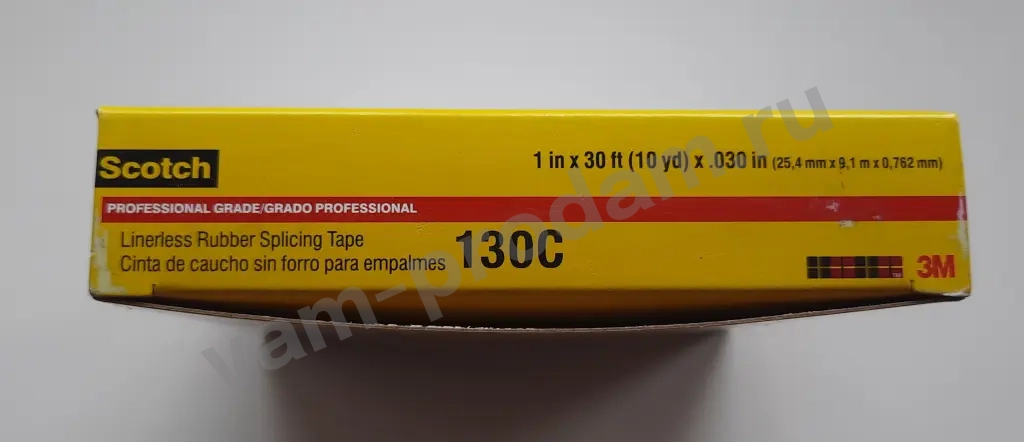 Scotch
1 in x 30 ft (10 yd) x .030 in (25,4 mm x 9,1 m x 0,762 mm)
PROFESSIONAL GRADE/GRADO PROFESSIONAL
Linerless Rubber Splicing Tape
Cinta de caucho sin forro para empalmes
130C
3M
vam-prodam.ru